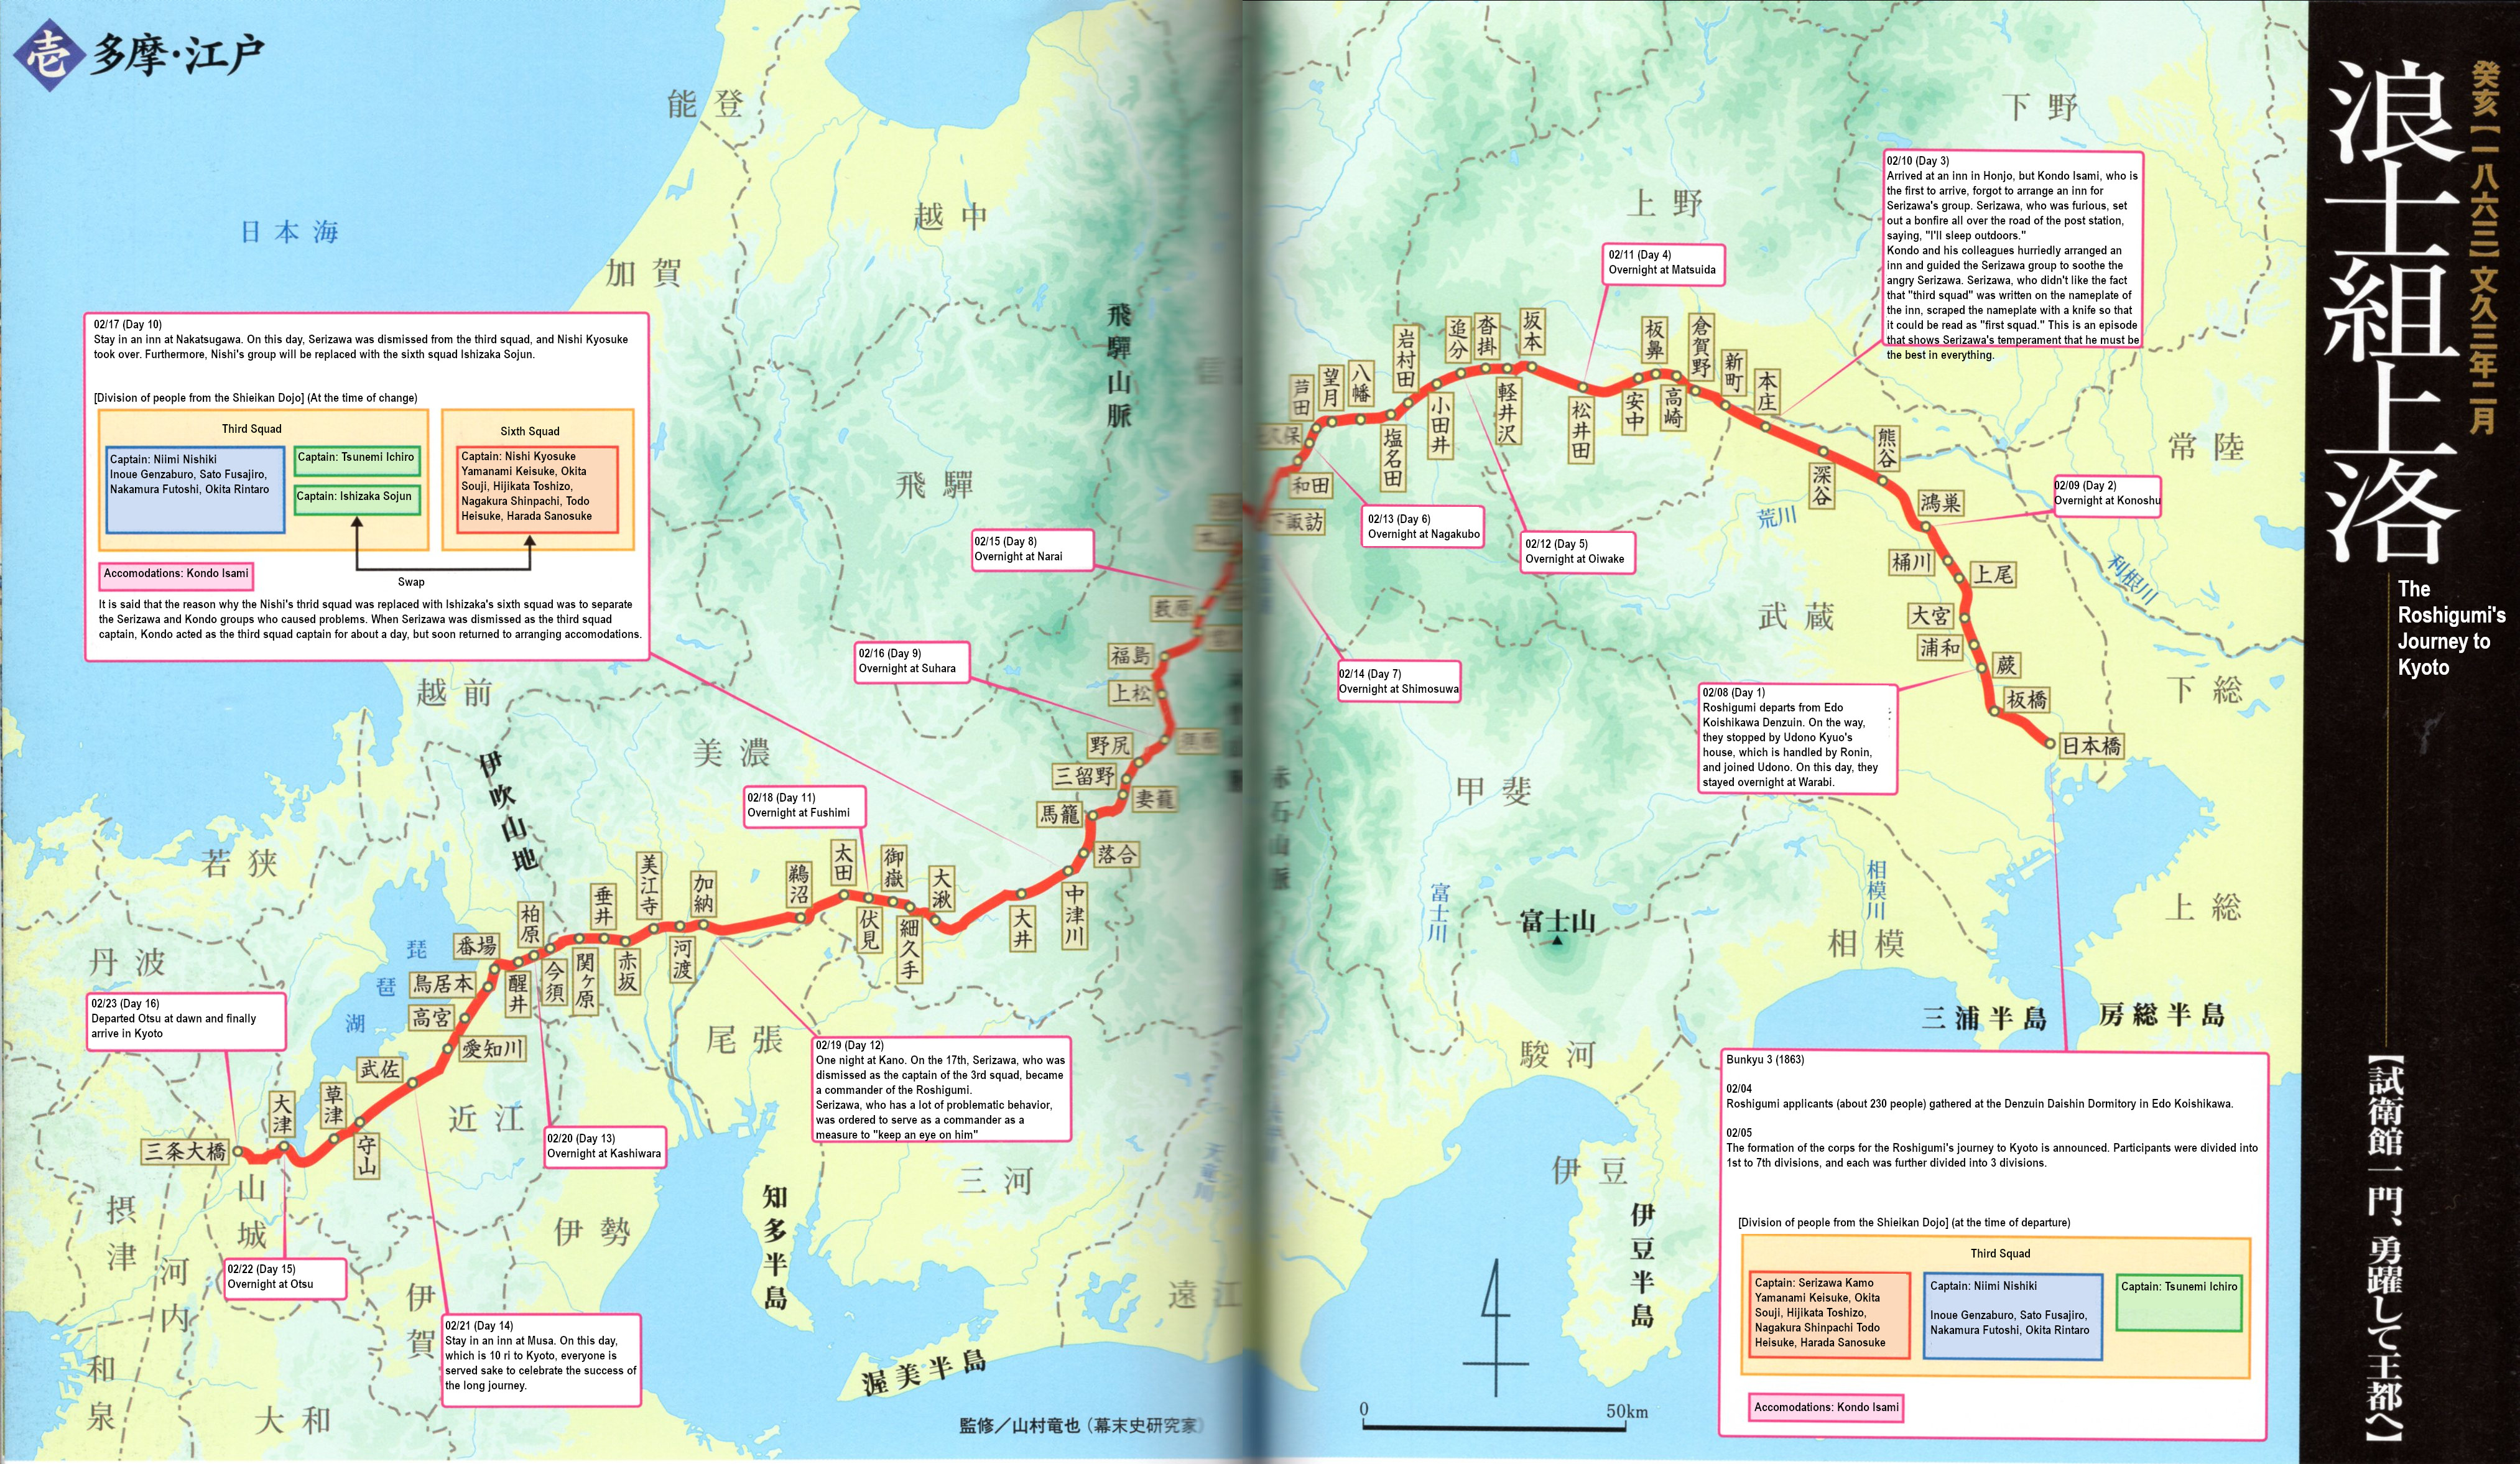 壱 多摩・江戸
浪士組上洛
癸亥【一八六三】文久三年二月
The
Roshigumi's
Journey to
Kyoto
【試衛館一門、勇躍して王都へ】
Bunkyu 3 (1863)
02/04
Roshigumi applicants (about 230 people) gathered at the Denzuin Daishin Dormitory in Edo Koishikawa.
02/05
The formation of the corps for the Roshigumi's journey to Kyoto is announced. Participants were divided into
1st to 7th divisions, and each was further divided into 3 divisions.
[Division of people from the Shieikan Dojo] (at the time of departure)
Third Squad
Captain: Serizawa Kamo
Yamanami Keisuke, Okita
Souji, Hijikata Toshizo,
Nagakura Shinpachi Todo
Heisuke, Harada Sanosuke
Captain: Niimi Nishiki
Inoue Genzaburo, Sato Fusajiro,
Nakamura Futoshi, Okita Rintaro
Captain: Tsunemi Ichiro
Accomodations: Kondo Isami
02/08 (Day 1)
Roshigumi departs from Edo
Koishikawa Denzuin. On the way,
they stopped by Udono Kyuo's
house, which is handled by Ronin,
and joined Udono. On this day, they
stayed overnight at Warabi.
02/09 (Day 2)
Overnight at Konoshu
02/10 (Day 3)
Arrived at an inn in Honjo, but Kondo Isami, who is
the first to arrive, forgot to arrange an inn for
Serizawa's group. Serizawa, who was furious, set
out a bonfire all over the road of the post station,
saying, "I'll sleep outdoors."
Kondo and his colleagues hurriedly arranged an
inn and guided the Serizawa group to soothe the
angry Serizawa. Serizawa, who didn't like the fact
that "third squad" was written on the nameplate of
the inn, scraped the nameplate with a knife so that
it could be read as "first squad." This is an episode
that shows Serizawa's temperament that he must be
the best in everything.
02/11 (Day 4)
Overnight at Matsuida
02/12 (Day 5)
Overnight at Oiwake
02/13 (Day 6)
Overnight at Nagakubo
02/14 (Day 7)
Overnight at Shimosuwa
02/15 (Day 8)
Overnight at Narai
02/16 (Day 9)
Overnight at Suhara
02/17 (Day 10)
Stay in an inn at Nakatsugawa. On this day, Serizawa was dismissed from the third squad, and Nishi Kyosuke
took over. Furthermore, Nishi's group will be replaced with the sixth squad Ishizaka Sojun.
[Division of people from the Shieikan Dojo] (At the time of change)
Third Squad
Captain: Niimi Nishiki
Inoue Genzaburo, Sato Fusajiro,
Nakamura Futoshi, Okita Rintaro
Captain: Tsunemi Ichiro
Captain: Ishizaka Sojun
Sixth Squad
Captain: Nishi Kyosuke
Yamanami Keisuke, Okita
Souji, Hijikata Toshizo,
Nagakura Shinpachi, Todo
Heisuke, Harada Sanosuke
Swap
Accomodations: Kondo Isami
It is said that the reason why the Nishi's thrid squad was replaced with Ishizaka's sixth squad was to separate
the Serizawa and Kondo groups who caused problems. When Serizawa was dismissed as the third squad
captain, Kondo acted as the third squad captain for about a day, but soon returned to arranging accomodations.
02/18 (Day 11)
Overnight at Fushimi
02/19 (Day 12)
One night at Kano. On the 17th, Serizawa, who was
dismissed as the captain of the 3rd squad, became
a commander of the Roshigumi.
Serizawa, who has a lot of problematic behavior,
was ordered to serve as a commander as a
measure to "keep an eye on him"
02/20 (Day 13)
Overnight at Kashiwara
02/21 (Day 14)
Stay in an inn at Musa. On this day,
which is 10 ri to Kyoto, everyone is
served sake to celebrate the success of
the long journey.
02/22 (Day 15)
Overnight at Otsu
02/23 (Day 16)
Departed Otsu at dawn and finally
arrive in Kyoto
日本橋
板橋
蕨
浦和
大宮
上尾
桶川
鴻巣
熊谷
深谷
本庄
新町
倉賀野
高崎
板鼻
安中
松井田
坂本
軽井沢
沓掛
追分
小田井
岩村田
塩名田
八幡
望月
芦田
和田
下諏訪
藪原
福島
上松
須原
野尻
三留野
妻籠
馬籠
落合
中津川
大井
大湫
細久手
御嶽
伏見
太田
鵜沼
加納
河渡
美江寺
赤坂
垂井
関ヶ原
今須
柏原
醒井
番場
鳥居本
高宮
愛知川
武佐
守山
草津
大津
三条大橋
日本海
能登
加賀
越中
飛騨山脈
飛騨
越前
美濃
伊吹山地
若狭
丹波
琵琶湖
近江
尾張
三河
山城
摂津
河内
和泉
大和
伊賀
伊勢
知多半島
渥美半島
遠江
天竜川
下野
上野
常陸
荒川
利根川
武蔵
下総
上総
甲斐
赤石山脈
富士川
富士山
相模川
相模
三浦半島
房総半島
駿河
伊豆
伊豆半島
0 50km
監修／山村竜也（幕末史研究家）